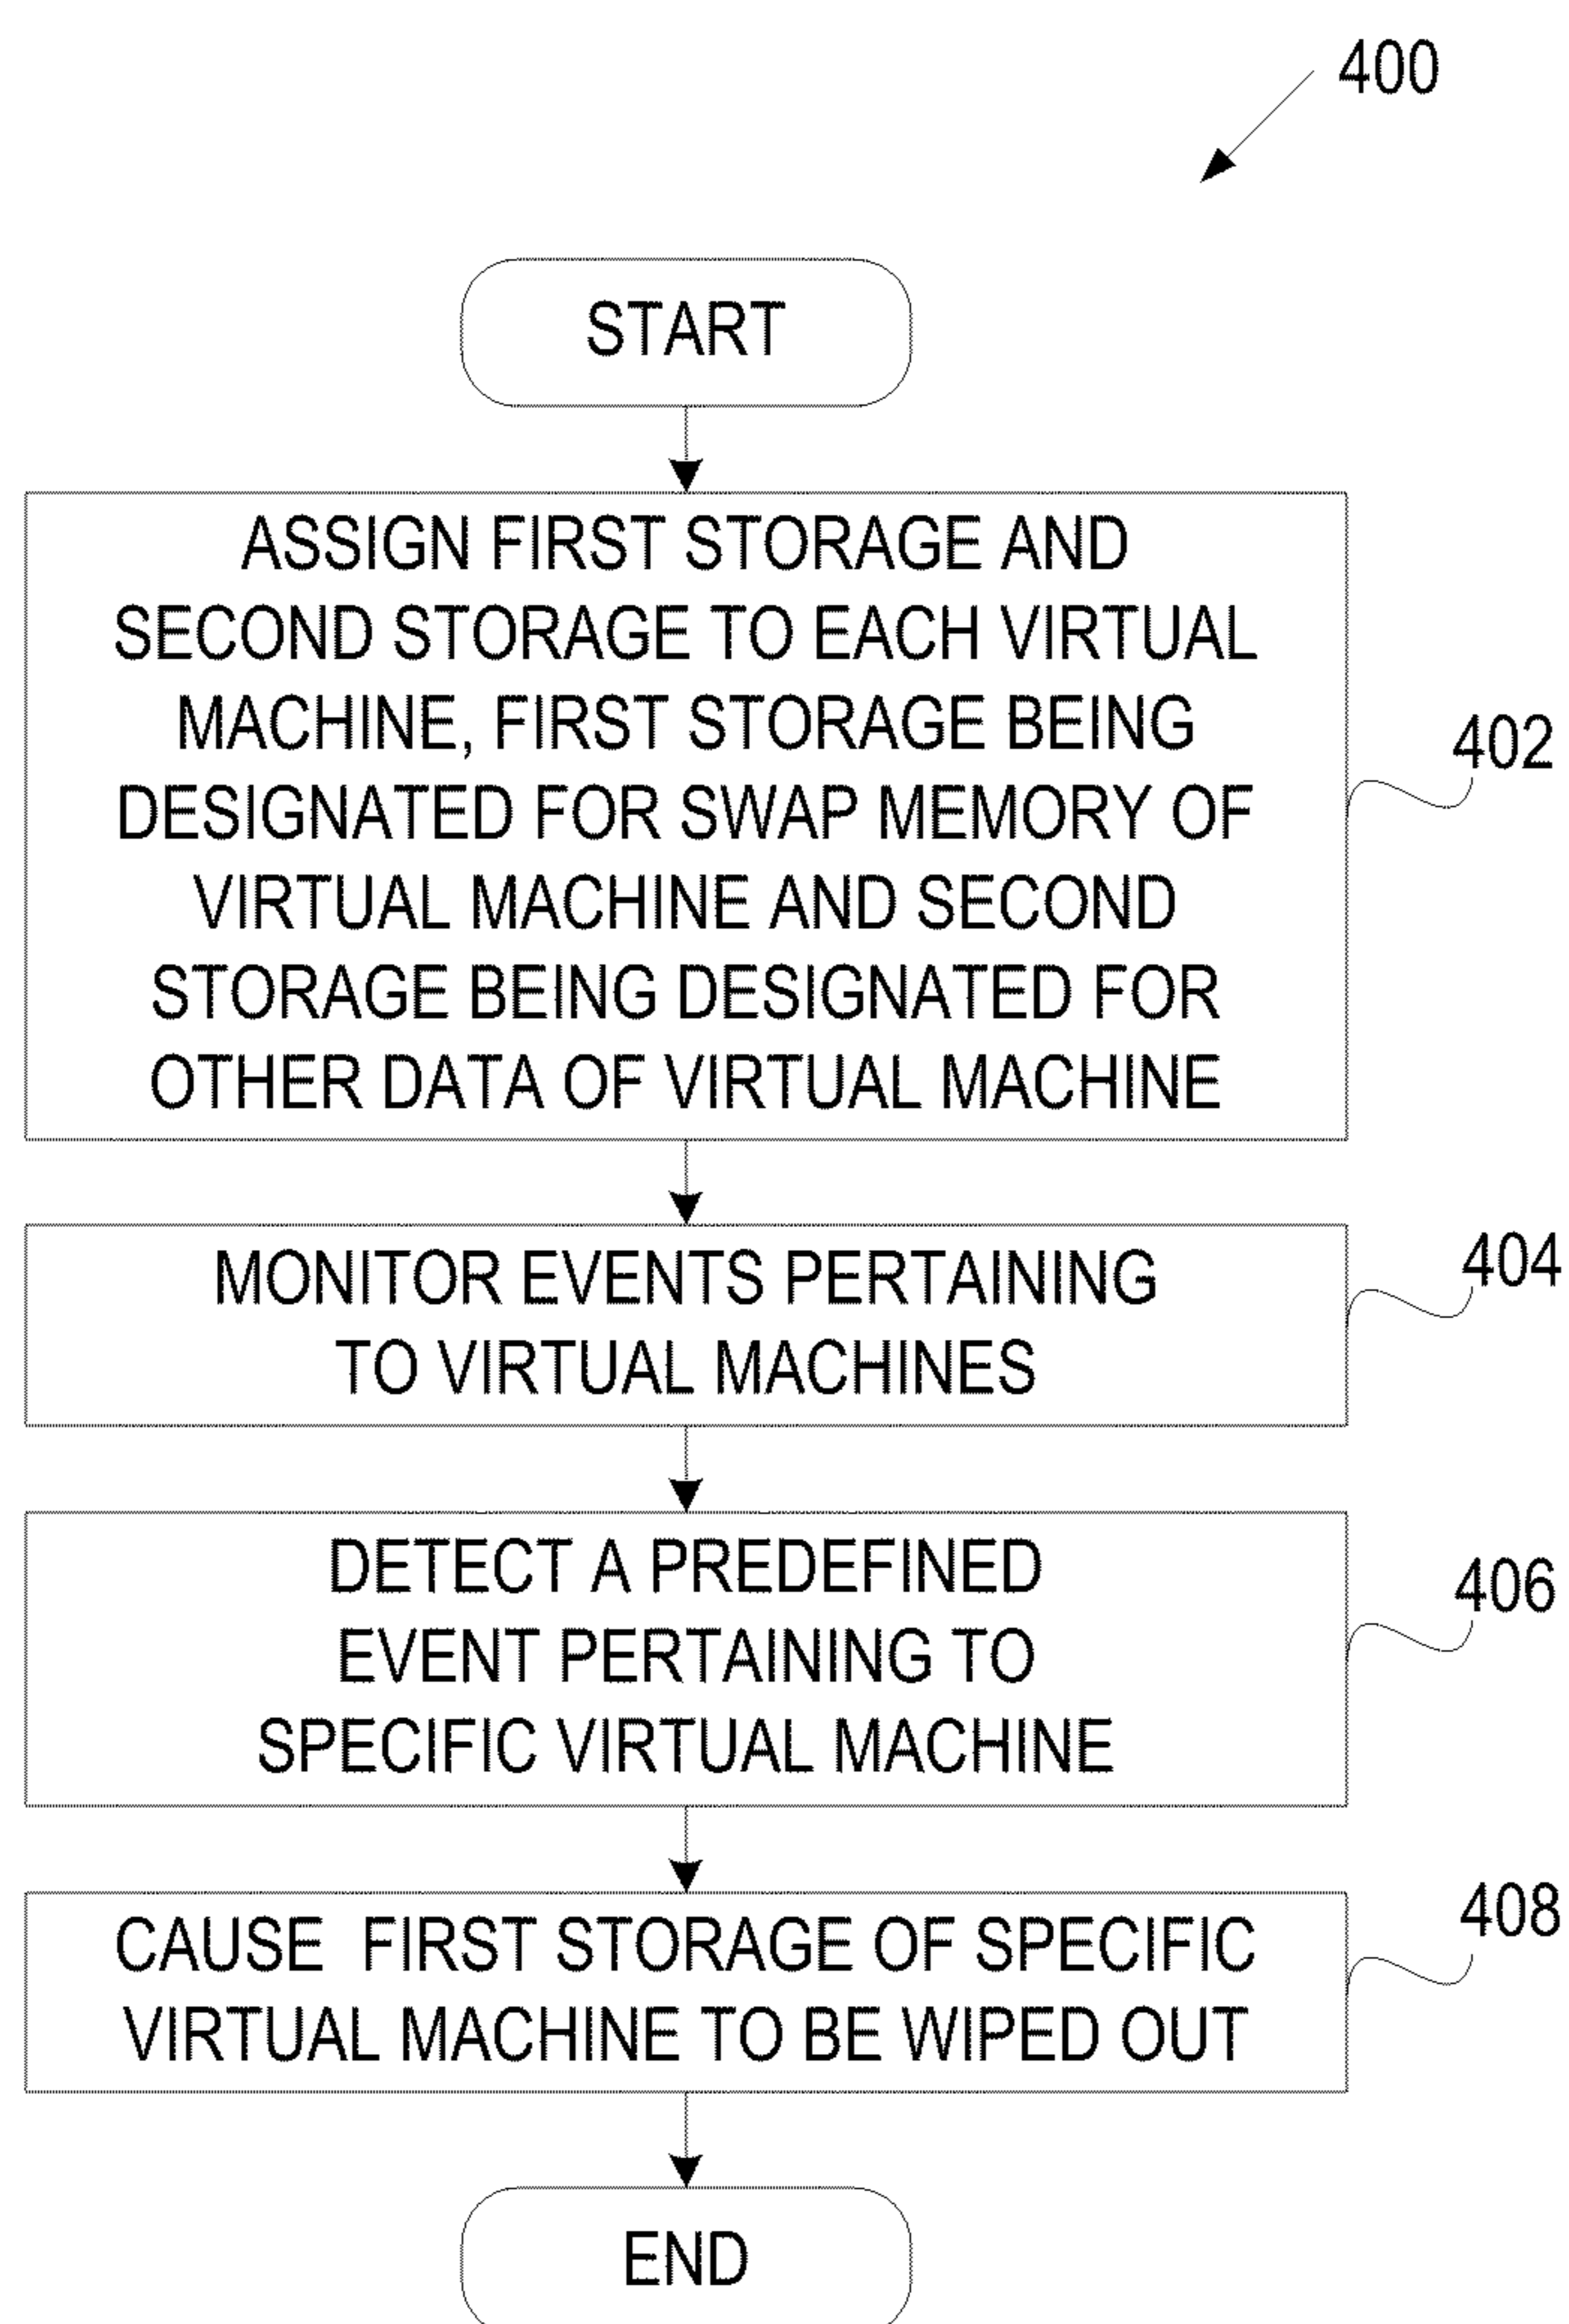 400
START
ASSIGN FIRST STORAGE AND
SECOND STORAGE TO EACH VIRTUAL
MACHINE, FIRST STORAGE BEING
DESIGNATED FOR SWAP MEMORY OF
VIRTUAL MACHINE AND SECOND
STORAGE BEING DESIGNATED FOR
OTHER DATA OF VIRTUAL MACHINE
402
MONITOR EVENTS PERTAINING
TO VIRTUAL MACHINES
404
DETECT A PREDEFINED
EVENT PERTAINING TO
SPECIFIC VIRTUAL MACHINE
406
CAUSE FIRST STORAGE OF SPECIFIC
VIRTUAL MACHINE TO BE WIPED OUT
408
END